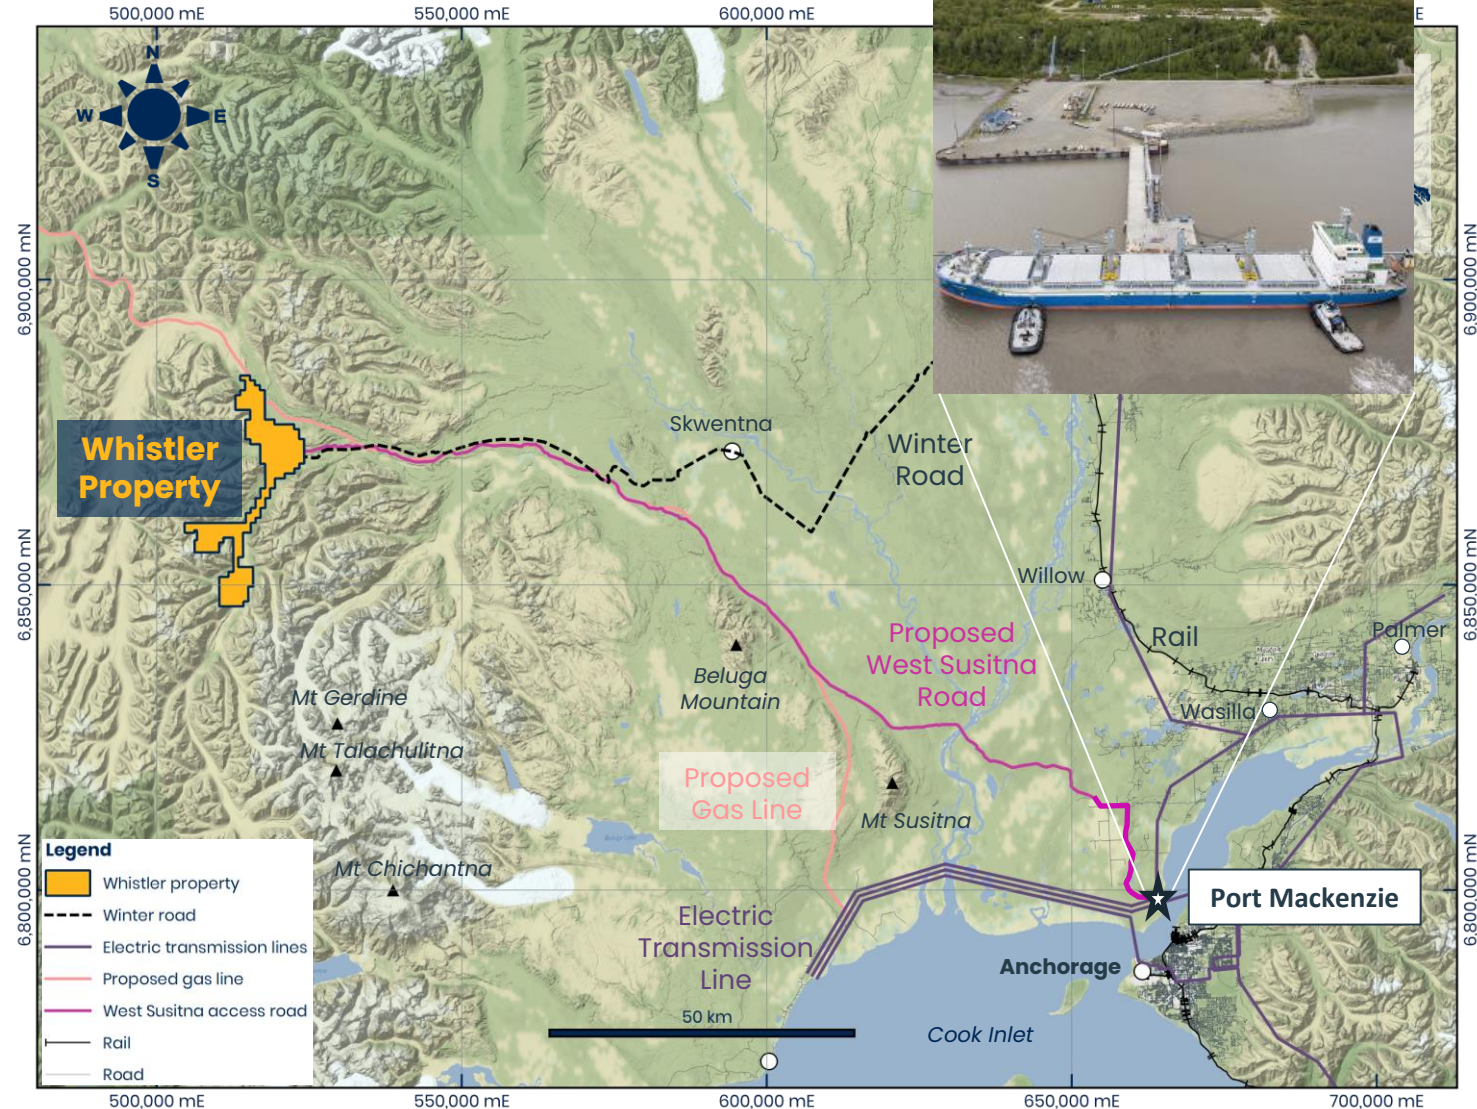 500,000 mE
550,000 mE
600,000 mE
E
N
W
E
S
6,900,000 mN
6,900,000 mN
Skwentna
Winter
Road
Whistler
Property
6,850,000 mN
6,850,000 mN
Willow
Rail
Palmer
Proposed
West Susitna
Road
Beluga
Mountain
Mt Gerdine
Wasilla
Mt Talachulitna
Proposed
Gas Line
Mt Susitna
Legend
Whistler property
Winter road
Electric transmission lines
Proposed gas line
West Susitna access road
Rail
Road
Mt Chichantna
6,800,000 mN
6,800,000 mN
Port Mackenzie
Electric
Transmission
Line
Anchorage
50 km
Cook Inlet
500,000 mE
550,000 mE
600,000 mE
650,000 mE
700,000 mE